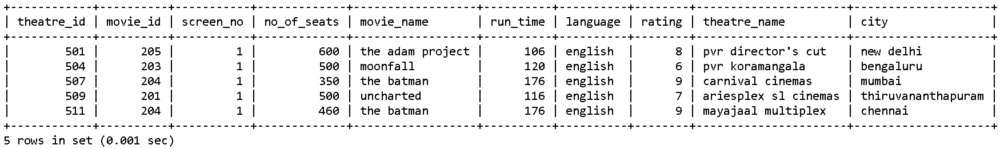 +------------+----------+-----------+-------------+------------------+----------+----------+--------+------------------------+--------------------+
| theatre_id | movie_id | screen_no | no_of_seats | movie_name       | run_time | language | rating | theatre_name           | city               |
+------------+----------+-----------+-------------+------------------+----------+----------+--------+------------------------+--------------------+
|        501 |      205 |         1 |         600 | the adam project |      106 | english  |      8 | pvr director's cut     | new delhi          |
|        504 |      203 |         1 |         500 | moonfall         |      120 | english  |      6 | pvr koramangala        | bengaluru          |
|        507 |      204 |         1 |         350 | the batman       |      176 | english  |      9 | carnival cinemas       | mumbai             |
|        509 |      201 |         1 |         500 | uncharted        |      116 | english  |      7 | ariesplex sl cinemas   | thiruvananthapuram |
|        511 |      204 |         1 |         460 | the batman       |      176 | english  |      9 | mayajaal multiplex     | chennai            |
+------------+----------+-----------+-------------+------------------+----------+----------+--------+------------------------+--------------------+
5 rows in set (0.001 sec)